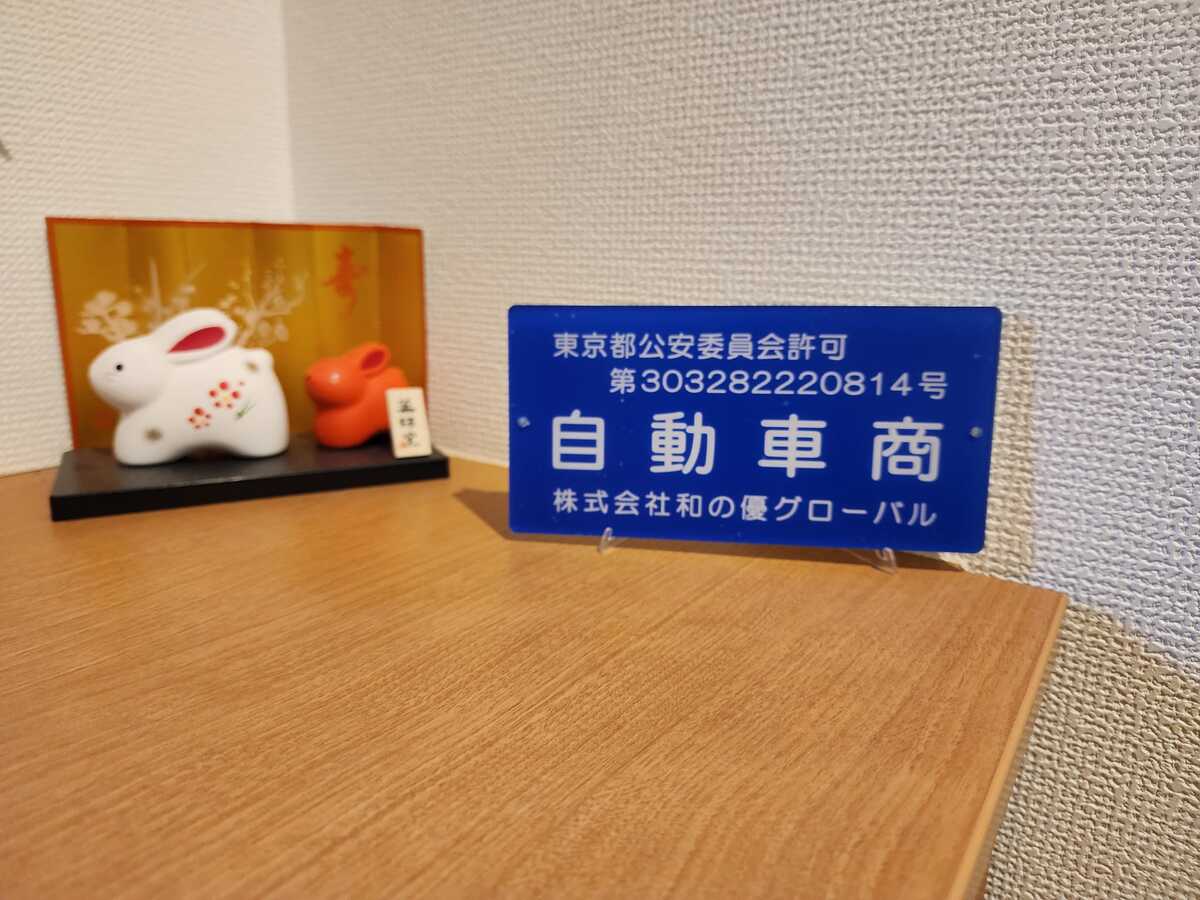 寿
東京都公安委員会許可
第303282220814号
自動車商
株式会社和の優グローバル